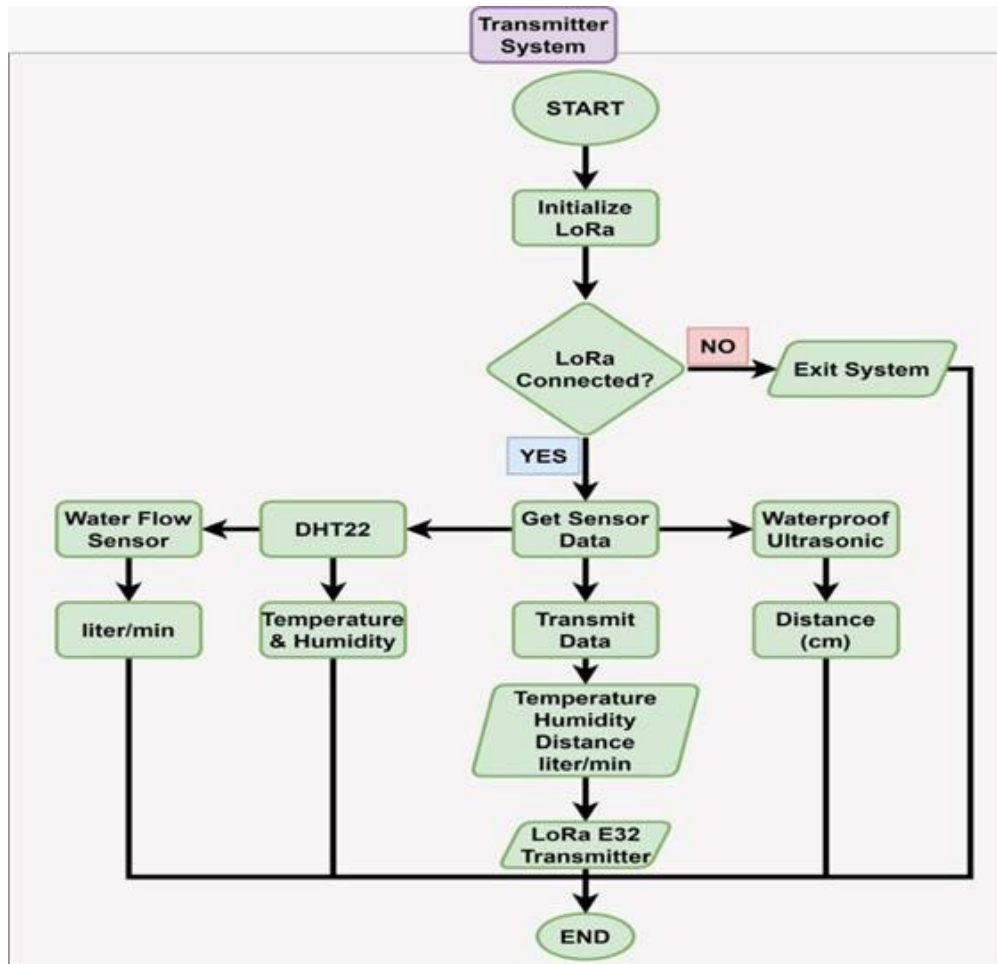 Transmitter
System
START
Initialize
LoRa
LoRa
Connected?
NO
Exit System
YES
Water Flow
Sensor
DHT22
Get Sensor
Data
Waterproof
Ultrasonic
liter/min
Temperature
& Humidity
Transmit
Data
Distance
(cm)
Temperature
Humidity
Distance
liter/min
LoRa E32
Transmitter
END